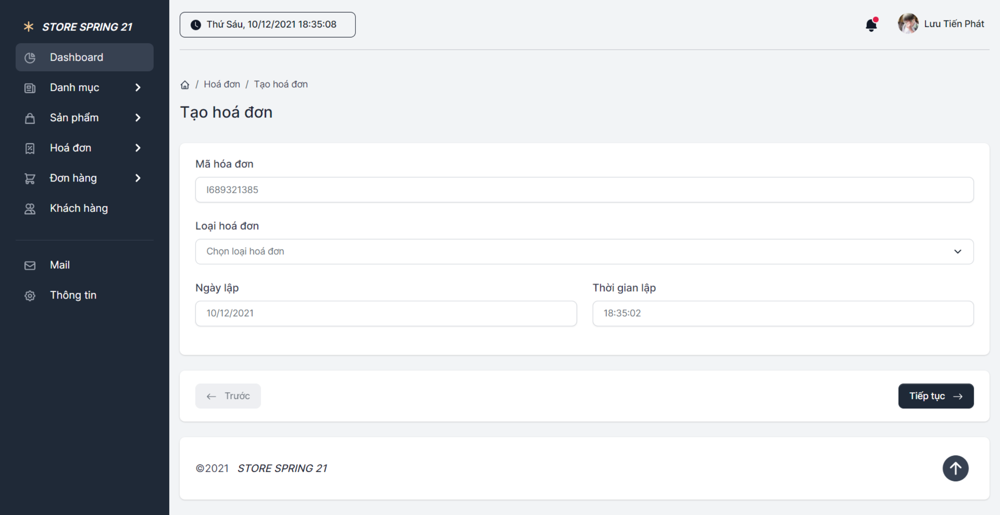 STORE SPRING 21
Dashboard
Danh mục
Sản phẩm
Hoá đơn
Đơn hàng
Khách hàng
Mail
Thông tin
Thứ Sáu, 10/12/2021 18:35:08
Lưu Tiến Phát
/ Hoá đơn / Tạo hoá đơn
Tạo hoá đơn
Mã hóa đơn
I689321385
Loại hoá đơn
Chọn loại hoá đơn
Ngày lập
10/12/2021
Thời gian lập
18:35:02
Trước
Tiếp tục
©2021 STORE SPRING 21